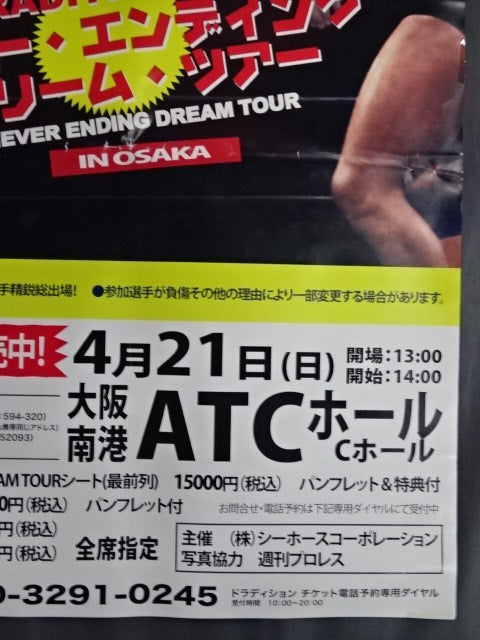 ー・エンディング
リーム・ツアー
EVER ENDING DREAM TOUR
IN OSAKA
手精鋭総出場! ●参加選手が負傷その他の理由により一部変更する場合があります。
売中!
4月21日(日)
開場:13:00
開始:14:00
:594-320)
52093)
大阪
南港
ATCホール
Cホール
AM TOURシート(最前列) 15000円(税込) パンフレット&特典付
0円(税込) パンフレット付
お問合せ・電話予約は下記専用ダイヤルにて受付中
円(税込)
円(税込)
全席指定
主催 (株)シーホースコーポレーション
写真協力 週刊プロレス
0-3291-0245
ドラディション チケット電話予約専用ダイヤル
受付時間 10:00~20:00